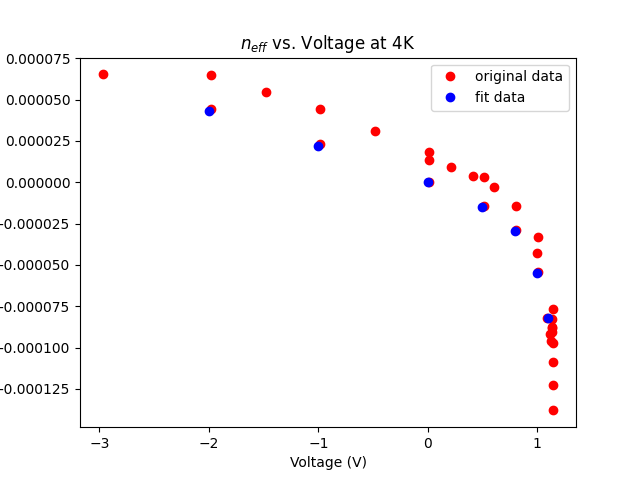 n_eff vs. Voltage at 4K
original data
fit data
0.000075
0.000050
0.000025
0.000000
−0.000025
−0.000050
−0.000075
−0.000100
−0.000125
−3 −2 −1 0 1
Voltage (V)